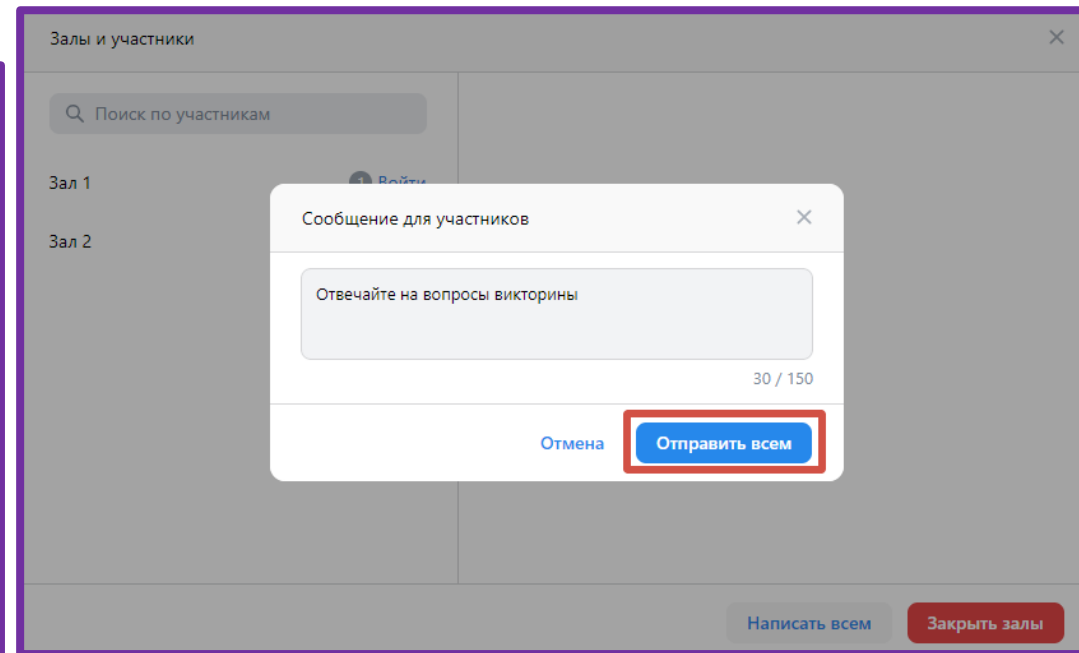 Залы и участники
Поиск по участникам
Зал 1
1 Войти
Зал 2
Сообщение для участников
Отвечайте на вопросы викторины
30 / 150
Отмена
Отправить всем
Написать всем
Закрыть залы